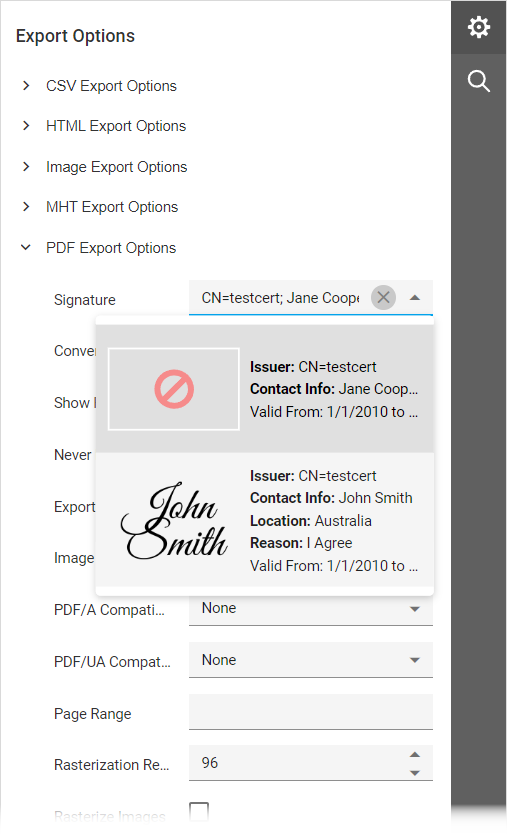 Export Options
CSV Export Options
HTML Export Options
Image Export Options
MHT Export Options
PDF Export Options
Signature CN=testcert; Jane Coope
Conver
Issuer: CN=testcert
Contact Info: Jane Coop...
Valid From: 1/1/2010 to ...
Show
Never
John
Smith
Issuer: CN=testcert
Contact Info: John Smith
Location: Australia
Reason: I Agree
Valid From: 1/1/2010 to ...
Export
Image
PDF/A Compati... None
PDF/UA Compat... None
Page Range
Rasterization Re... 96
Rasterize Images